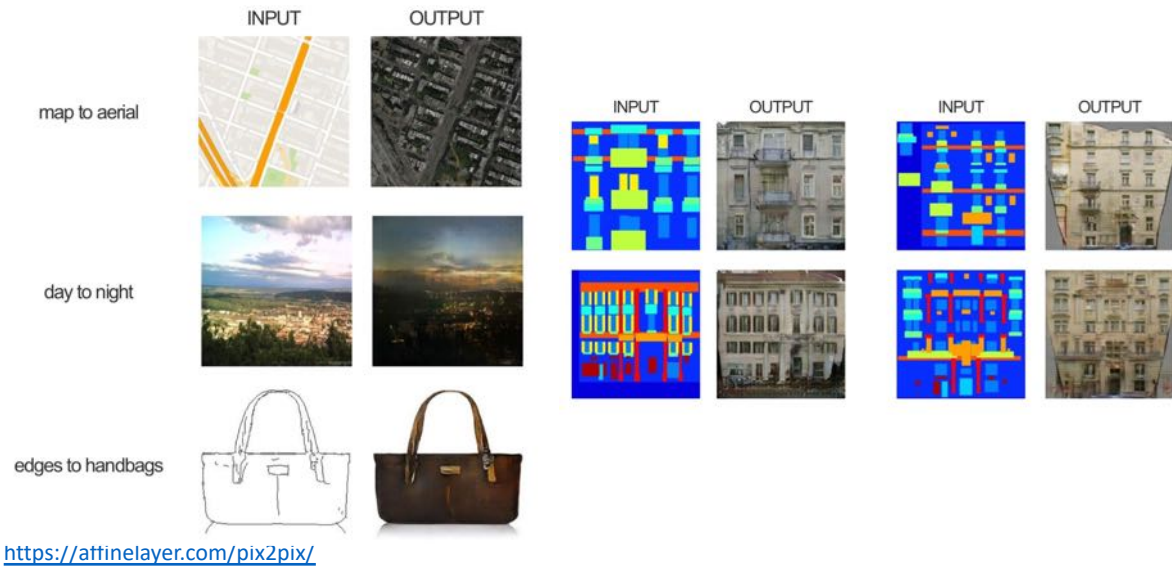 INPUT OUTPUT
map to aerial
day to night
edges to handbags
INPUT OUTPUT
INPUT OUTPUT
https://affinelayer.com/pix2pix/